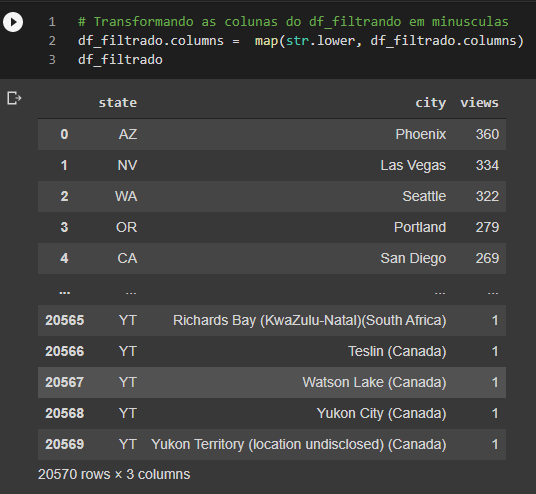 1 # Transformando as colunas do df_filtrando em minusculas
2 df_filtrado.columns =  map(str.lower, df_filtrado.columns)
3 df_filtrado
state city views
0 AZ Phoenix 360
1 NV Las Vegas 334
2 WA Seattle 322
3 OR Portland 279
4 CA San Diego 269
... ... ... ...
20565 YT Richards Bay (KwaZulu-Natal)(South Africa) 1
20566 YT Teslin (Canada) 1
20567 YT Watson Lake (Canada) 1
20568 YT Yukon City (Canada) 1
20569 YT Yukon Territory (location undisclosed) (Canada) 1
20570 rows × 3 columns